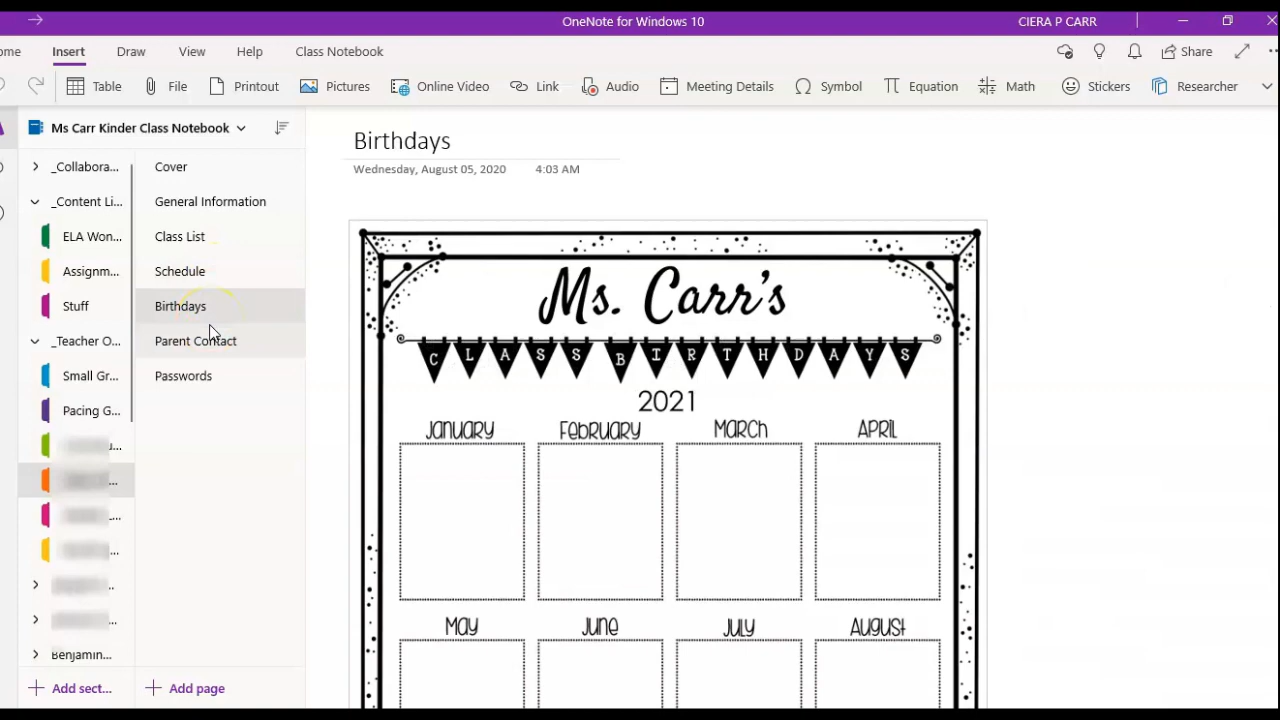 OneNote for Windows 10
CIERA P CARR
ome Insert Draw View Help Class Notebook Share
Table File Printout Pictures Online Video Link Audio Meeting Details Symbol Equation Math Stickers Researcher
Ms Carr Kinder Class Notebook
_Collabora...
_Content Li...
ELA Won...
Assignm...
Stuff
_Teacher O...
Small Gr...
Pacing G...
Benjamin...
Add sect...
Cover
General Information
Class List
Schedule
Birthdays
Parent Contact
Passwords
Add page
Birthdays
Wednesday, August 05, 2020 4:03 AM
Ms. Carr's
CLASS BIRTHDAYS
2021
January February March April
May June July August